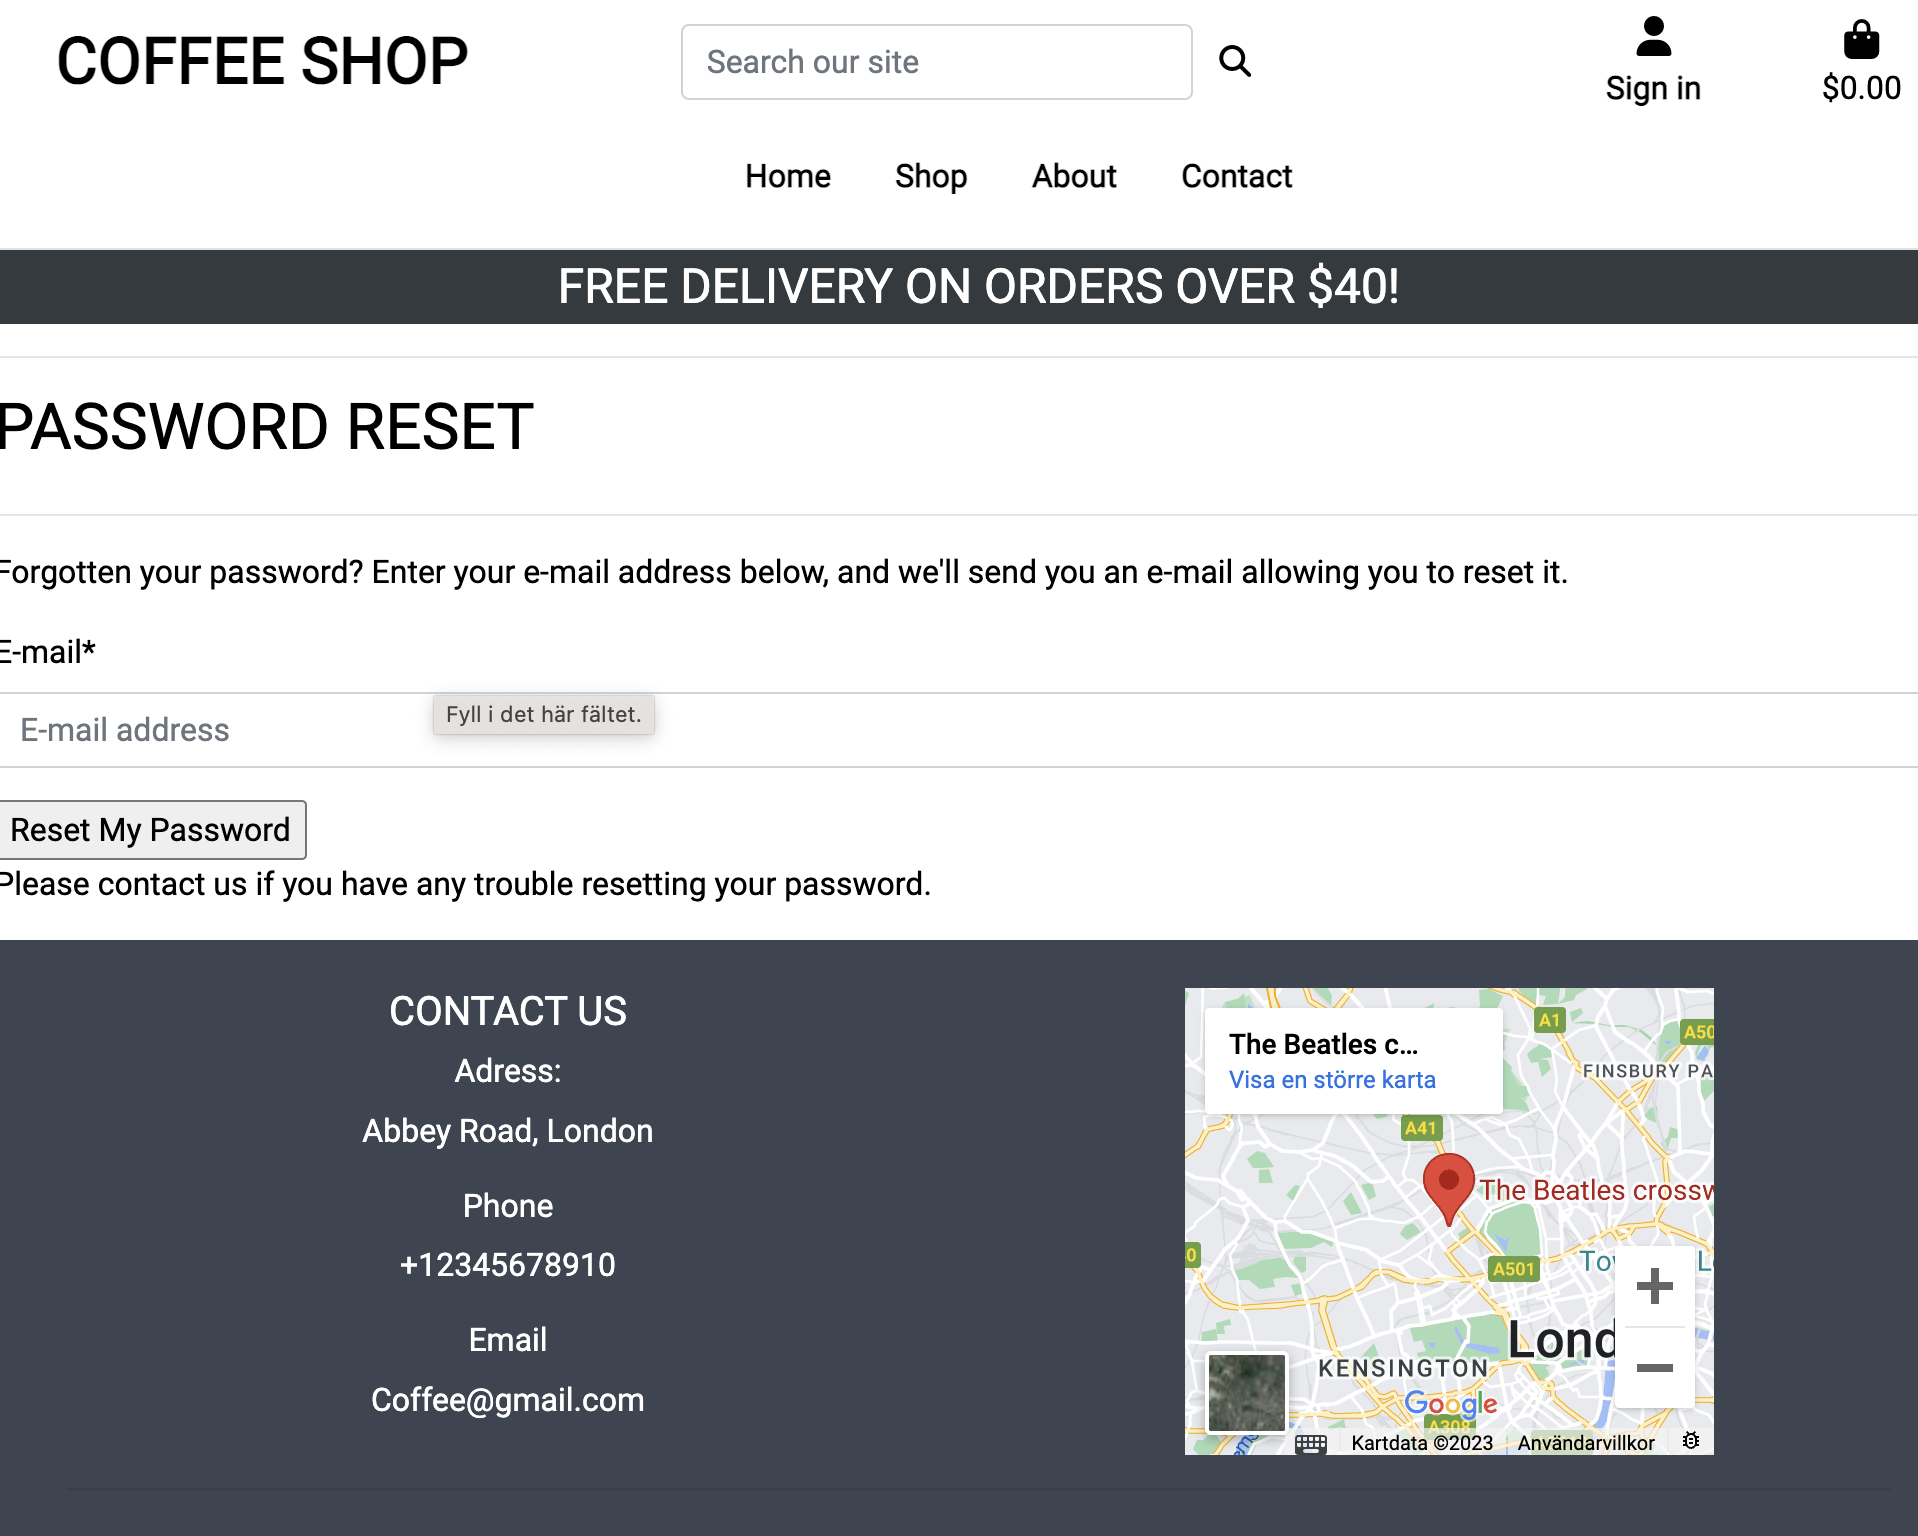 COFFEE SHOP
Search our site
Sign in
$0.00
Home Shop About Contact
FREE DELIVERY ON ORDERS OVER $40!
PASSWORD RESET
Forgotten your password? Enter your e-mail address below, and we'll send you an e-mail allowing you to reset it.
E-mail*
E-mail address
Fyll i det här fältet.
Reset My Password
Please contact us if you have any trouble resetting your password.
CONTACT US
Adress:
Abbey Road, London
Phone
+12345678910
Email
Coffee@gmail.com
The Beatles c...
Visa en större karta
A1
A50
FINSBURY PA
A41
The Beatles crossw
A501
Lond
KENSINGTON
Google
A308
Kartdata ©2023
Användarvillkor